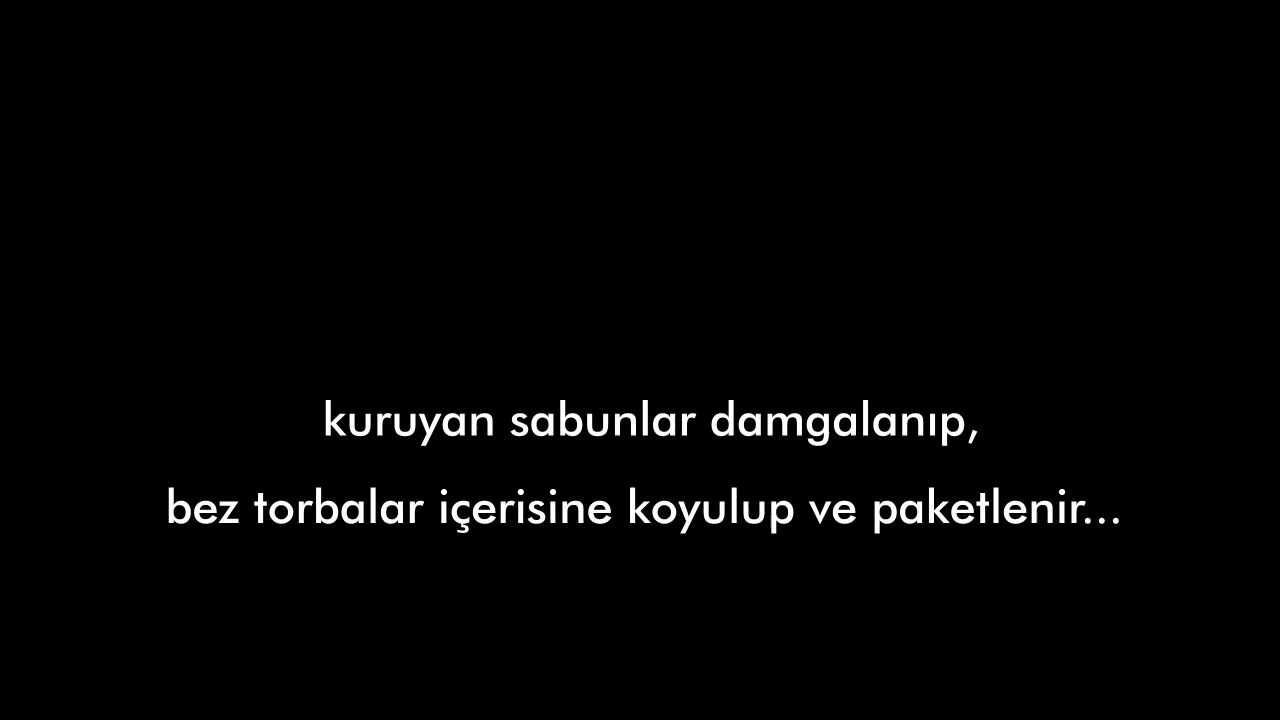 kuruyan sabunlar damgalanıp,
bez torbalar içerisine koyulup ve paketlenir...